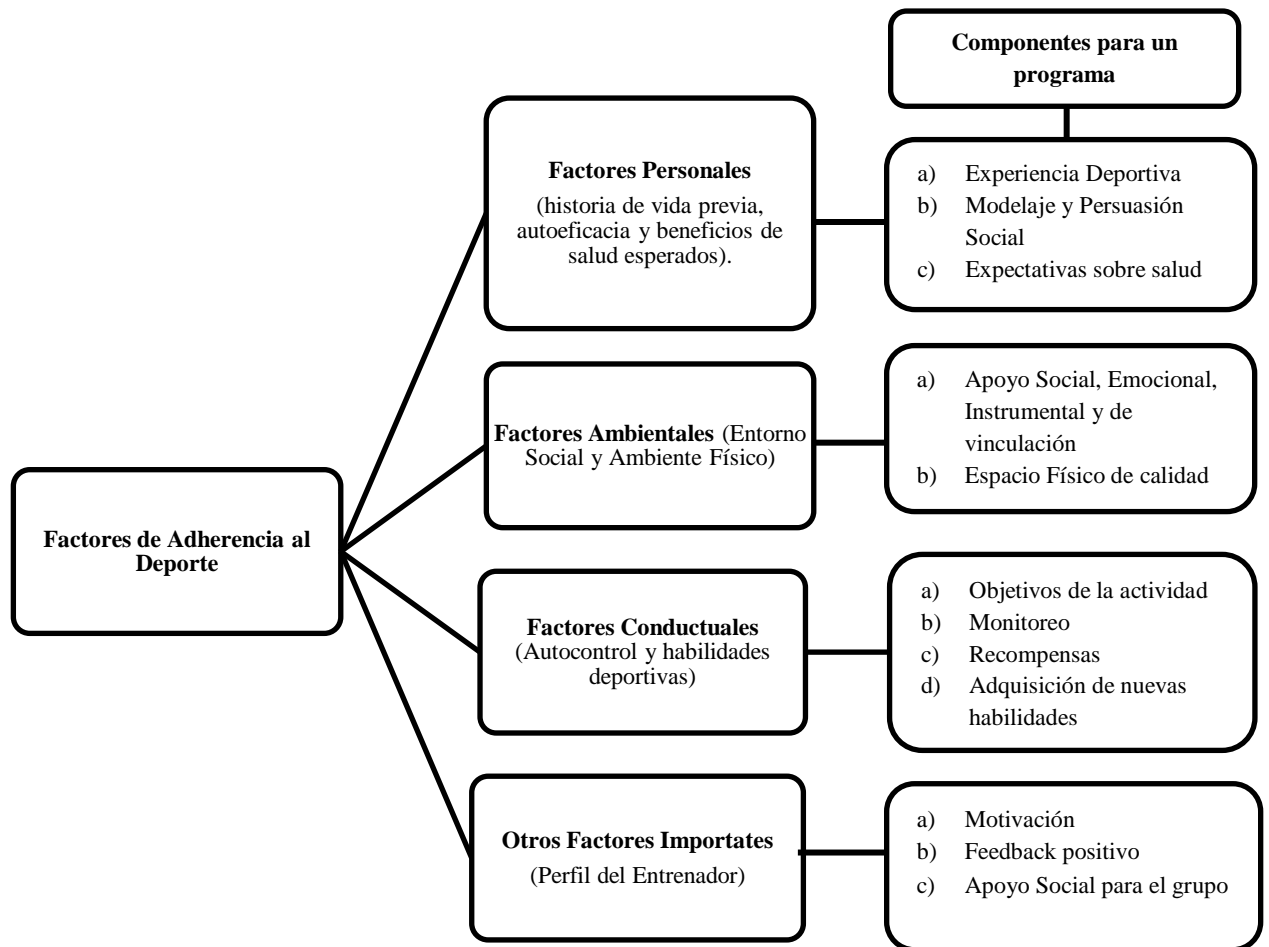 Componentes para un
programa
Factores Personales
(historia de vida previa,
autoeficacia y beneficios de
salud esperados).
a) Experiencia Deportiva
b) Modelaje y Persuasión
Social
c) Expectativas sobre salud
Factores Ambientales (Entorno
Social y Ambiente Físico)
a) Apoyo Social, Emocional,
Instrumental y de
vinculación
b) Espacio Físico de calidad
Factores de Adherencia al
Deporte
Factores Conductuales
(Autocontrol y habilidades
deportivas)
a) Objetivos de la actividad
b) Monitoreo
c) Recompensas
d) Adquisición de nuevas
habilidades
Otros Factores Importates
(Perfil del Entrenador)
a) Motivación
b) Feedback positivo
c) Apoyo Social para el grupo